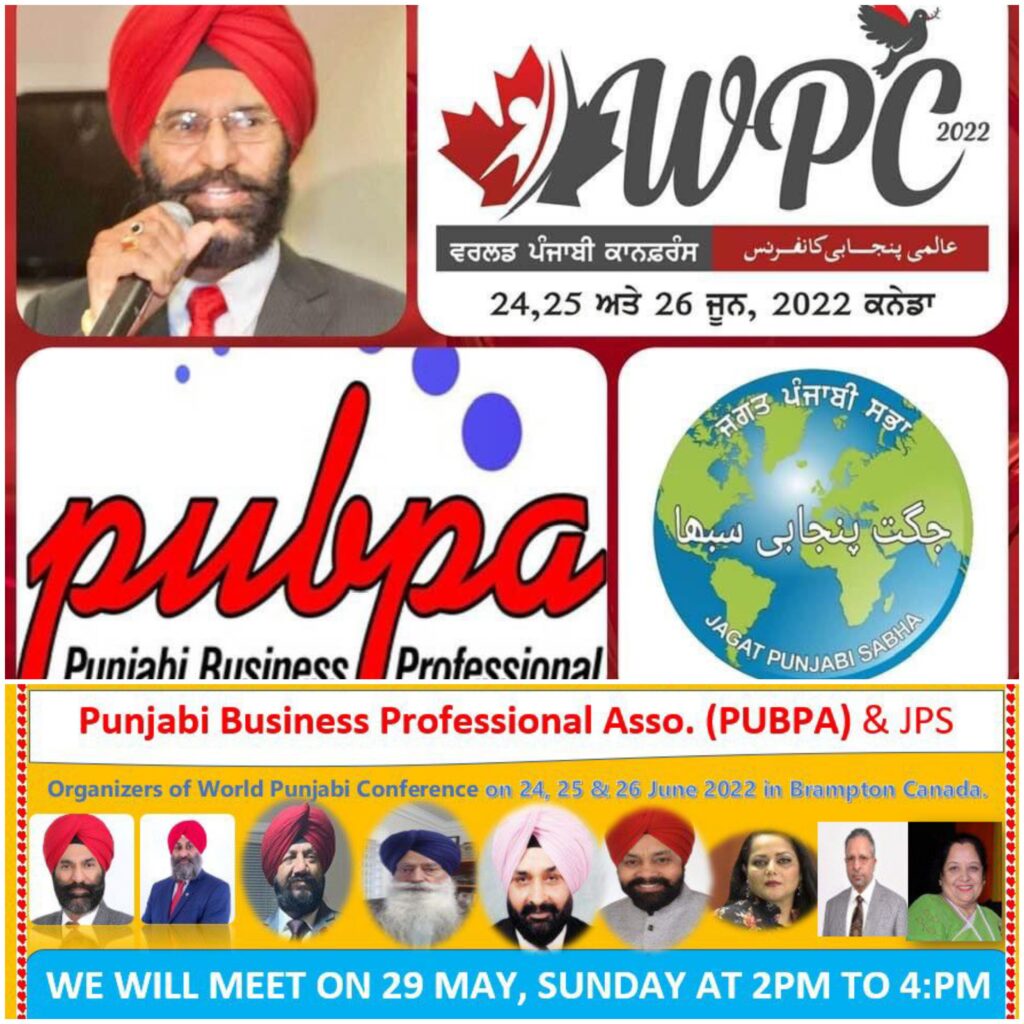 WPC 2022
ਵਰਲਡ ਪੰਜਾਬੀ ਕਾਨਫ਼ਰੰਸ
عالمی پنجابی کانفرنس
24,25 ਅਤੇ 26 ਜੂਨ, 2022 ਕਨੇਡਾ
pubpa
Punjabi Business Professional
ਜਗਤ ਪੰਜਾਬੀ ਸਭਾ
جگت پنجابی سبھا
JAGAT PUNJABI SABHA
Punjabi Business Professional Asso. (PUBPA) & JPS
Organizers of World Punjabi Conference on 24, 25 & 26 June 2022 in Brampton Canada.
WE WILL MEET ON 29 MAY, SUNDAY AT 2PM TO 4:PM